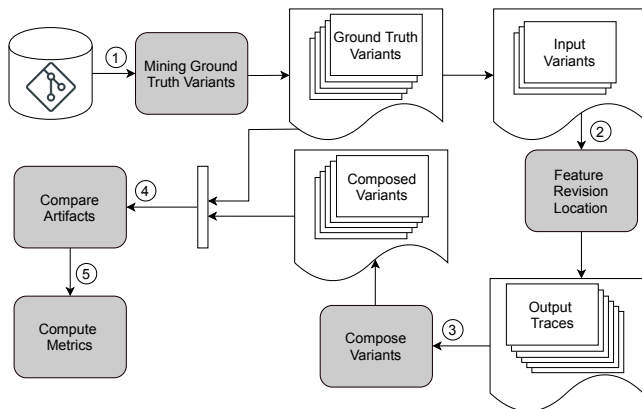 1
Mining Ground
Truth Variants
Ground Truth
Variants
Input
Variants
2
Feature
Revision
Location
Output
Traces
3
Compose
Variants
Composed
Variants
4
Compare
Artifacts
5
Compute
Metrics